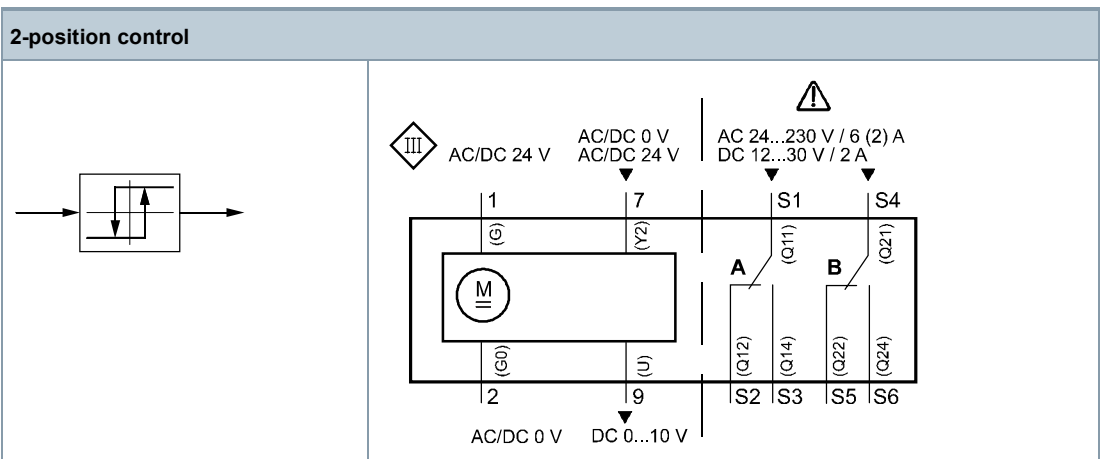 2-position control
III
AC/DC 24 V
AC/DC 0 V
AC/DC 24 V
AC 24...230 V / 6 (2) A
DC 12...30 V / 2 A
1
7
S1
S4
(G)
(Y2)
(Q11)
(Q21)
A
B
M
(G0)
(U)
(Q12)
(Q14)
(Q22)
(Q24)
2
9
S2
S3
S5
S6
AC/DC 0 V
DC 0...10 V